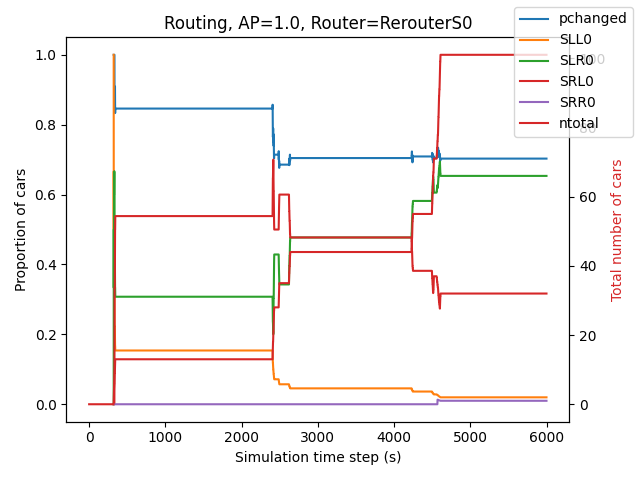 Routing, AP=1.0, Router=RerouterS0
pchanged
SLL0
SLR0
SRL0
SRR0
ntotal
1.0
0.8
0.6
0.4
0.2
0.0
Proportion of cars
100
80
60
40
20
0
Total number of cars
0 1000 2000 3000 4000 5000 6000
Simulation time step (s)